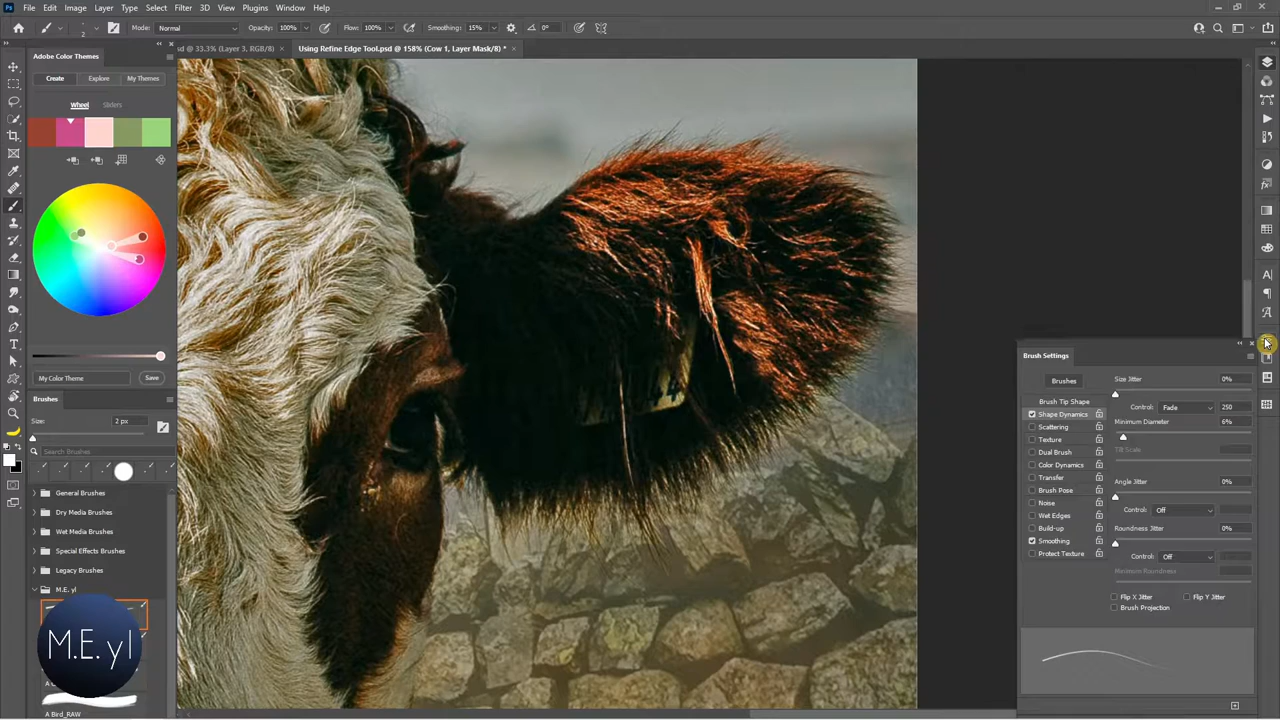 Ps File Edit Image Layer Type Select Filter 3D View Plugins Window Help
2 Mode: Normal Opacity: 100% Flow: 100% Smoothing: 15% 0°
Adobe Color Themes
d @ 33.3% (Layer 3, RGB/8) × Using Refine Edge Tool.psd @ 158% (Cow 1, Layer Mask/8) * ×
Create Explore My Themes
Wheel Sliders
My Color Theme Save
Brushes
Size: 2 px
Search Brushes
General Brushes
Dry Media Brushes
Wet Media Brushes
Special Effects Brushes
Legacy Brushes
M.E. yl
M.E. yl
A Bird_RAW
Brush Settings
Brushes
Brush Tip Shape
Shape Dynamics
Scattering
Texture
Dual Brush
Color Dynamics
Transfer
Brush Pose
Noise
Wet Edges
Build-up
Smoothing
Protect Texture
Size Jitter 0%
Control: Fade 250
Minimum Diameter 6%
Tilt Scale
Angle Jitter 0%
Control: Off
Roundness Jitter 0%
Control: Off
Minimum Roundness
Flip X Jitter Flip Y Jitter
Brush Projection